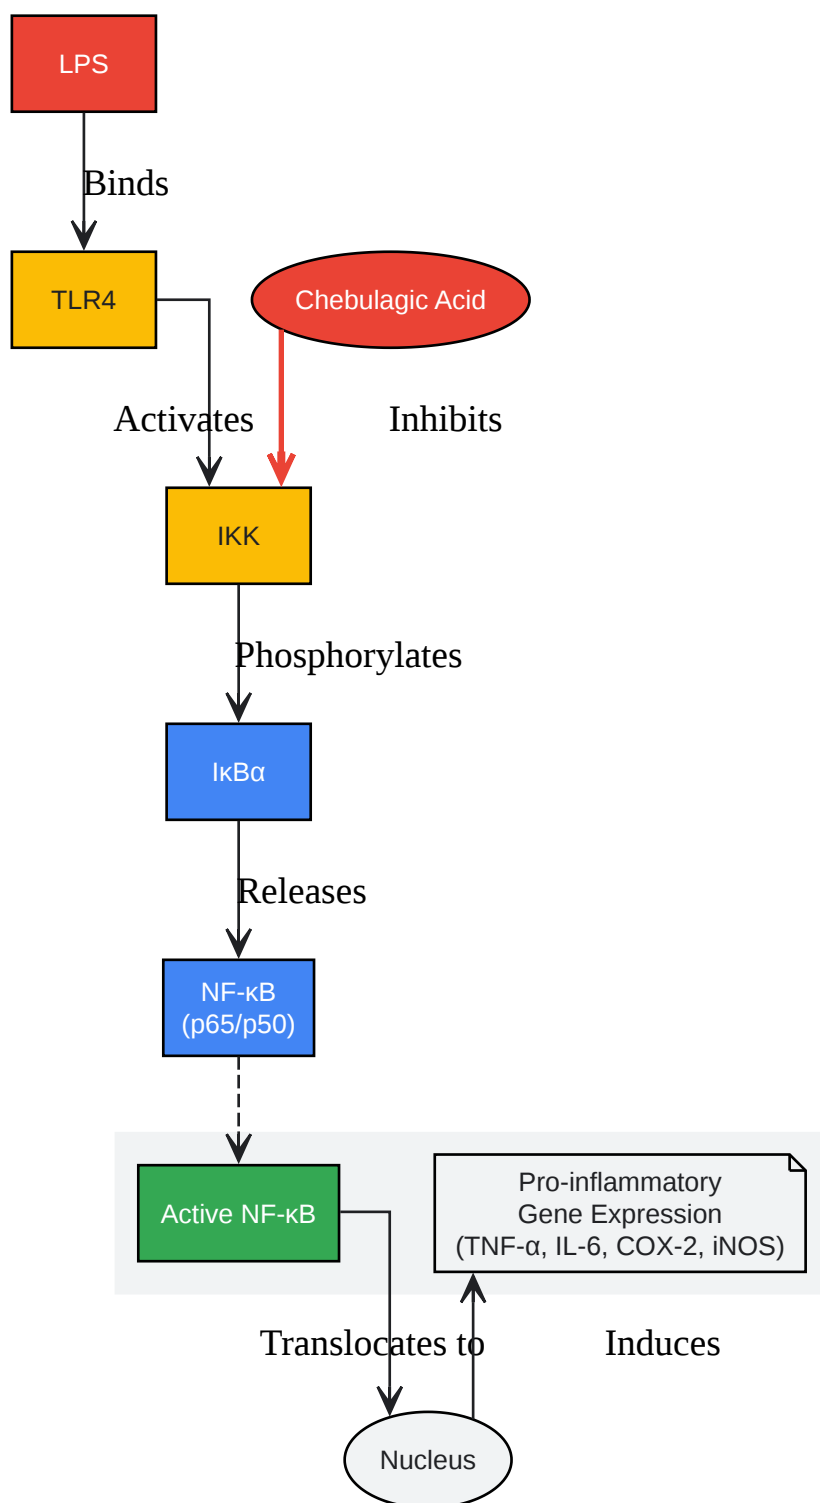 LPS
Binds
TLR4
Chebulagic Acid
Activates
Inhibits
IKK
Phosphorylates
IκBα
Releases
NF-κB
(p65/p50)
Active NF-κB
Pro-inflammatory
Gene Expression
(TNF-α, IL-6, COX-2, iNOS)
Translocates to
Induces
Nucleus